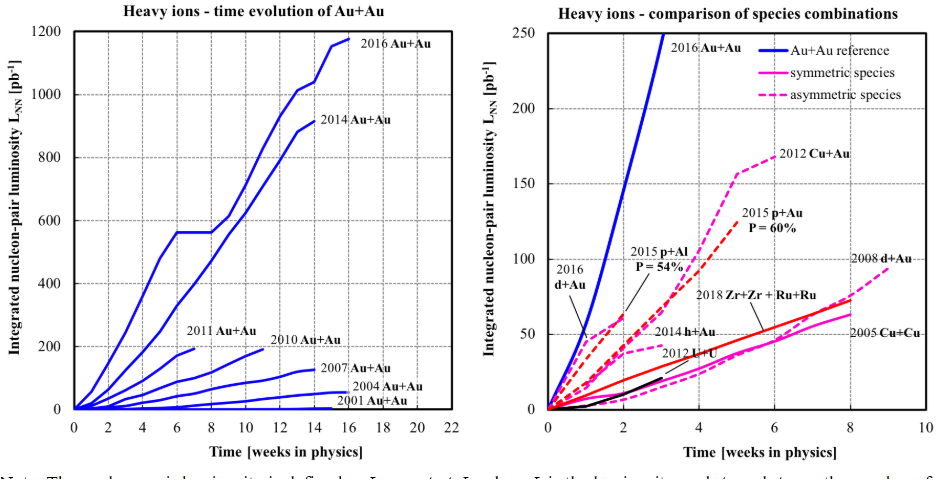 Heavy ions - time evolution of Au+Au
Integrated nucleon-pair luminosity L_NN [pb⁻¹]
1200
1000
800
600
400
200
0
2016 Au+Au
2014 Au+Au
2011 Au+Au
2010 Au+Au
2007 Au+Au
2004 Au+Au
2001 Au+Au
0 2 4 6 8 10 12 14 16 18 20 22
Time [weeks in physics]
Heavy ions - comparison of species combinations
Integrated nucleon-pair luminosity L_NN [pb⁻¹]
250
200
150
100
50
0
2016 Au+Au
Au+Au reference
symmetric species
asymmetric species
2012 Cu+Au
2015 p+Au
P = 60%
2015 p+Al
P = 54%
2016
d+Au
2008 d+Au
2018 Zr+Zr + Ru+Ru
2014 h+Au
2005 Cu+Cu
2012 U+U
0 2 4 6 8 10
Time [weeks in physics]